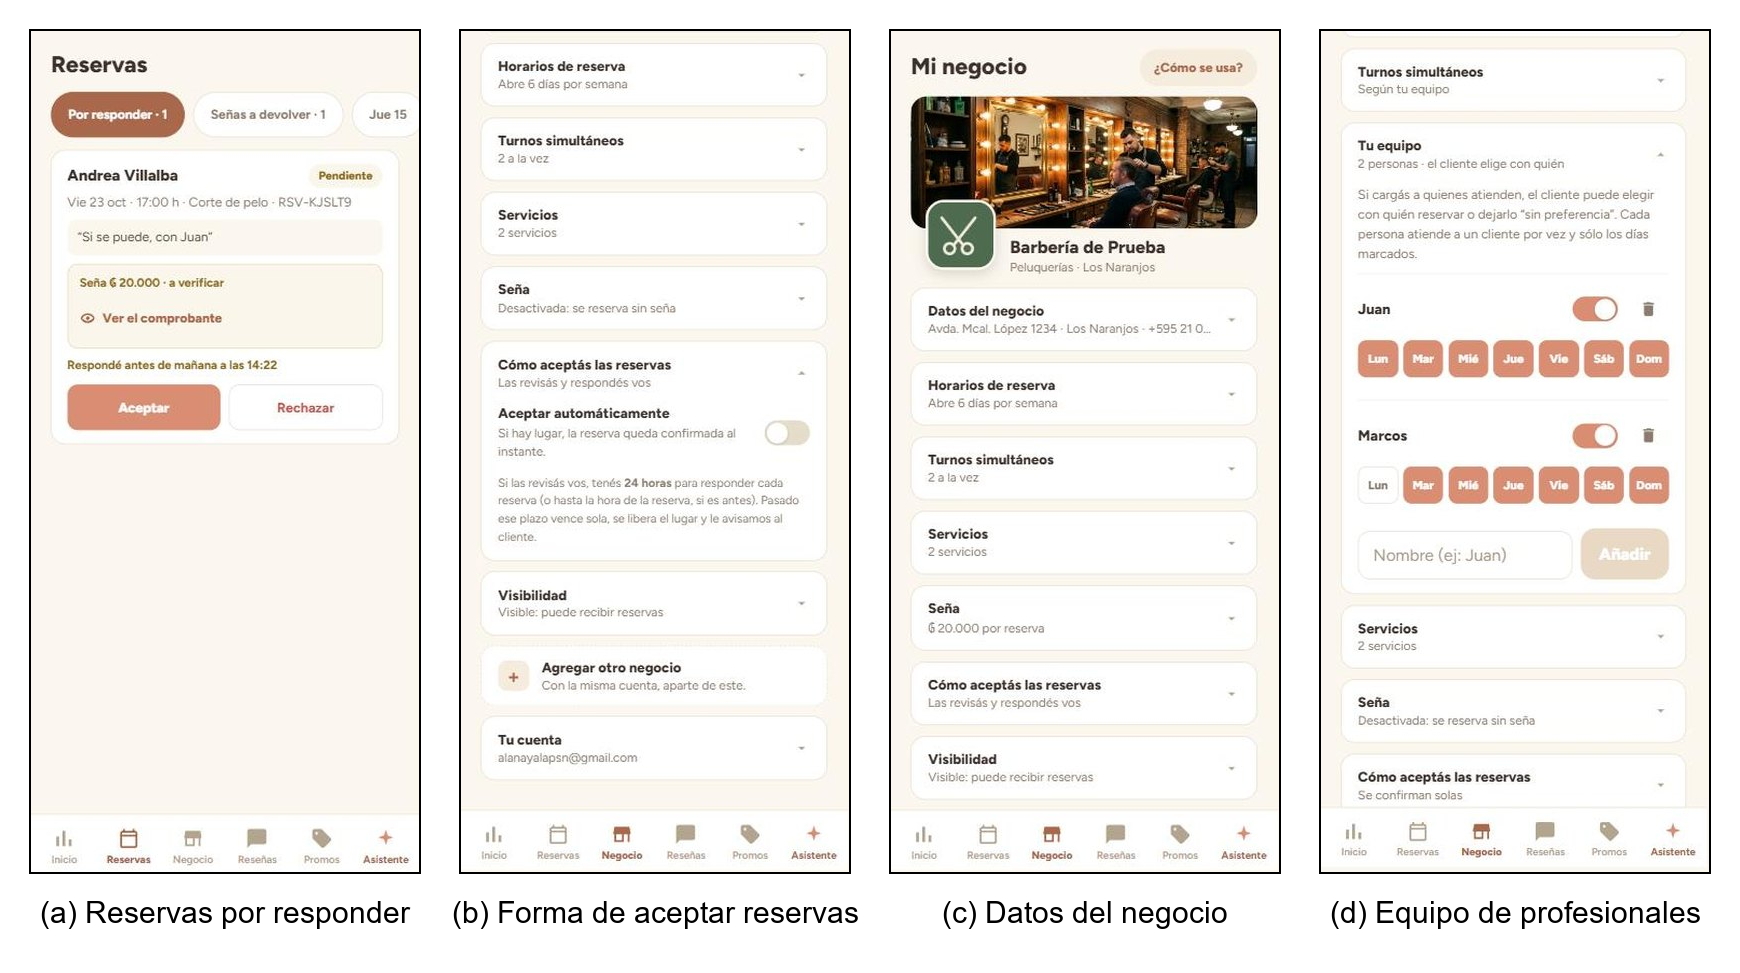 Reservas
Por responder · 1
Señas a devolver · 1
Jue 15
Andrea Villalba
Pendiente
Vie 23 oct · 17:00 h · Corte de pelo · RSV-KJSLT9
“Si se puede, con Juan”
Seña ₲ 20.000 · a verificar
Ver el comprobante
Respondé antes de mañana a las 14:22
Aceptar
Rechazar
Inicio
Reservas
Negocio
Reseñas
Promos
Asistente
(a) Reservas por responder
Horarios de reserva
Abre 6 días por semana
Turnos simultáneos
2 a la vez
Servicios
2 servicios
Seña
Desactivada: se reserva sin seña
Cómo aceptás las reservas
Las revisás y respondés vos
Aceptar automáticamente
Si hay lugar, la reserva queda confirmada al
instante.
Si las revisás vos, tenés 24 horas para responder cada
reserva (o hasta la hora de la reserva, si es antes). Pasado
ese plazo vence sola, se libera el lugar y le avisamos al
cliente.
Visibilidad
Visible: puede recibir reservas
+
Agregar otro negocio
Con la misma cuenta, aparte de este.
Tu cuenta
alanayalapsn@gmail.com
Inicio
Reservas
Negocio
Reseñas
Promos
Asistente
(b) Forma de aceptar reservas
Mi negocio
¿Cómo se usa?
Barbería de Prueba
Peluquerías · Los Naranjos
Datos del negocio
Avda. Mcal. López 1234 · Los Naranjos · +595 21 0...
Horarios de reserva
Abre 6 días por semana
Turnos simultáneos
2 a la vez
Servicios
2 servicios
Seña
₲ 20.000 por reserva
Cómo aceptás las reservas
Las revisás y respondés vos
Visibilidad
Visible: puede recibir reservas
Inicio
Reservas
Negocio
Reseñas
Promos
Asistente
(c) Datos del negocio
Turnos simultáneos
Según tu equipo
Tu equipo
2 personas · el cliente elige con quién
Si cargás a quienes atienden, el cliente puede elegir
con quién reservar o dejarlo “sin preferencia”. Cada
persona atiende a un cliente por vez y sólo los días
marcados.
Juan
Lun Mar Mié Jue Vie Sáb Dom
Marcos
Lun Mar Mié Jue Vie Sáb Dom
Nombre (ej: Juan)
Añadir
Servicios
2 servicios
Seña
Desactivada: se reserva sin seña
Cómo aceptás las reservas
Se confirman solas
Inicio
Reservas
Negocio
Reseñas
Promos
Asistente
(d) Equipo de profesionales